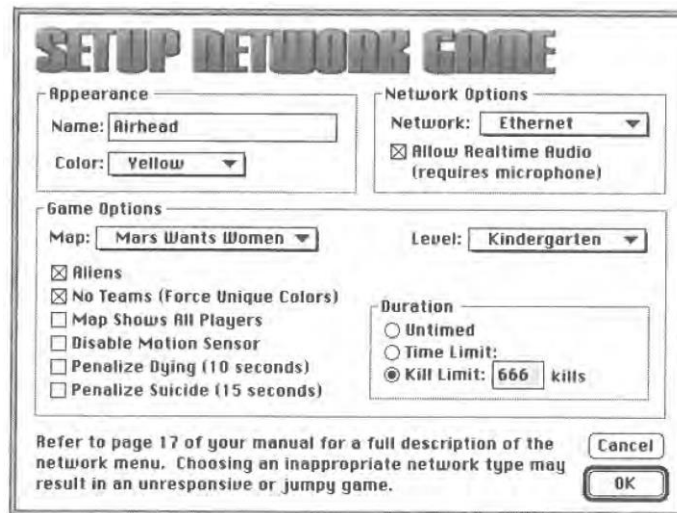 SETUP NETWORK GAME
Appearance
Name: Airhead
Color: Yellow
Network Options
Network: Ethernet
Allow Realtime Audio
(requires microphone)
Game Options
Map: Mars Wants Women
Level: Kindergarten
Aliens
No Teams (Force Unique Colors)
Map Shows All Players
Disable Motion Sensor
Penalize Dying (10 seconds)
Penalize Suicide (15 seconds)
Duration
Untimed
Time Limit:
Kill Limit: 666 kills
Refer to page 17 of your manual for a full description of the
network menu. Choosing an inappropriate network type may
result in an unresponsive or jumpy game.
Cancel
OK